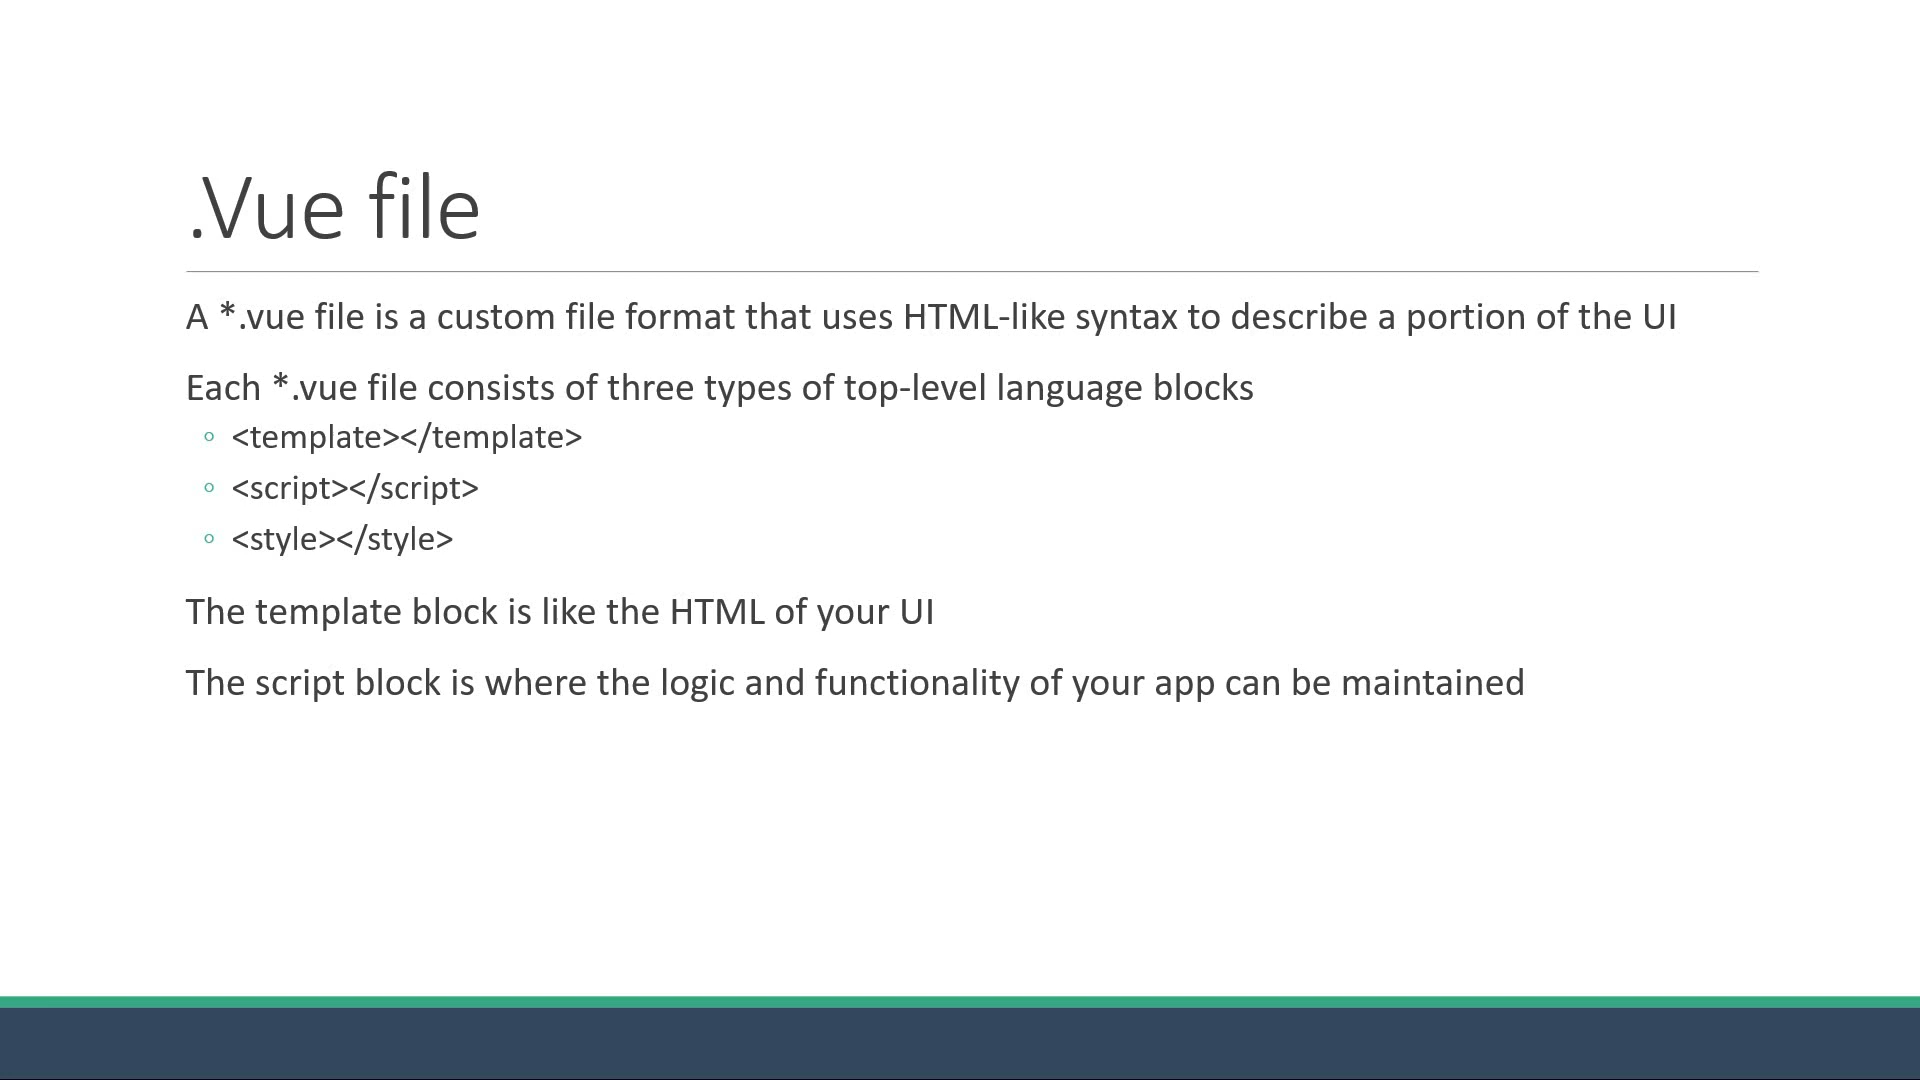 .Vue file
A *.vue file is a custom file format that uses HTML-like syntax to describe a portion of the UI
Each *.vue file consists of three types of top-level language blocks
◦ <template></template>
◦ <script></script>
◦ <style></style>
The template block is like the HTML of your UI
The script block is where the logic and functionality of your app can be maintained